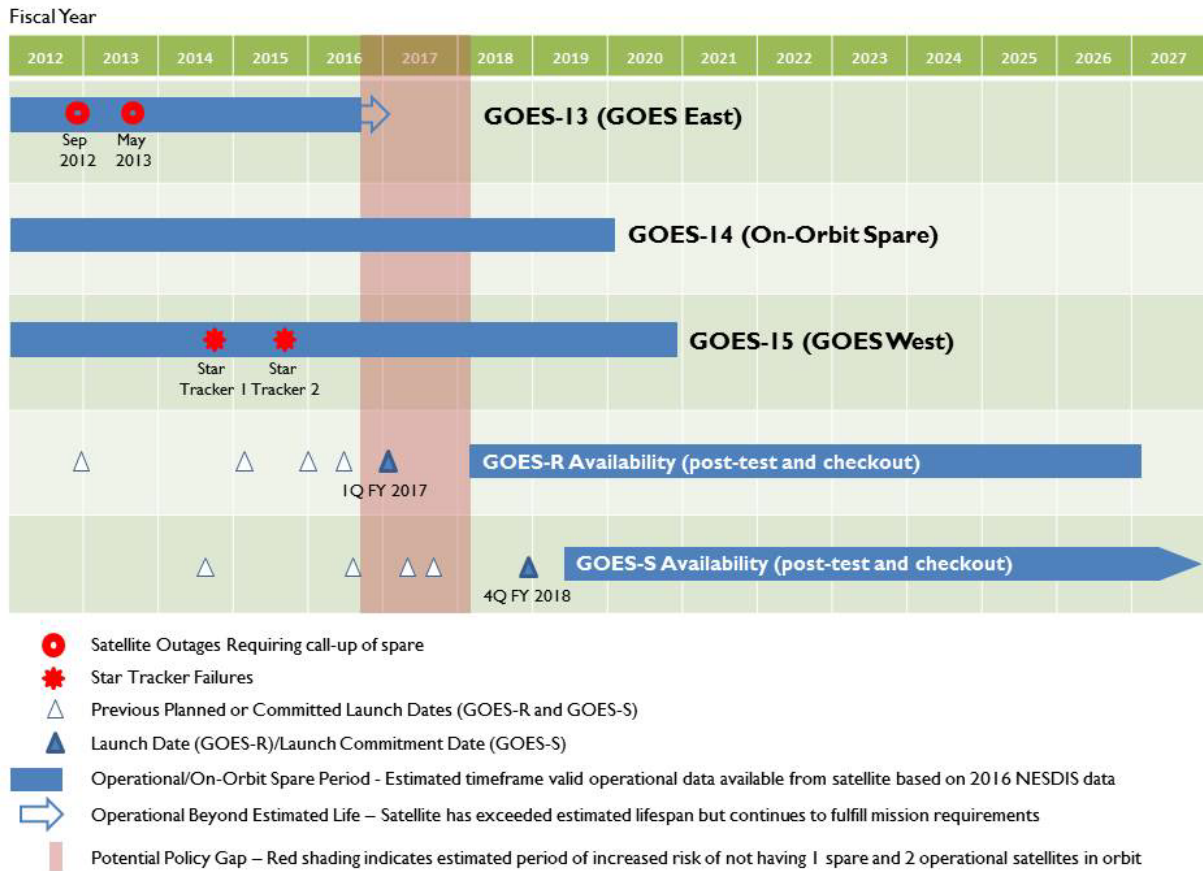 Fiscal Year
2012 2013 2014 2015 2016 2017 2018 2019 2020 2021 2022 2023 2024 2025 2026 2027
GOES-13 (GOES East)
Sep 2012
May 2013
GOES-14 (On-Orbit Spare)
GOES-15 (GOES West)
Star Tracker 1
Star Tracker 2
GOES-R Availability (post-test and checkout)
1Q FY 2017
GOES-S Availability (post-test and checkout)
4Q FY 2018
Satellite Outages Requiring call-up of spare
Star Tracker Failures
Previous Planned or Committed Launch Dates (GOES-R and GOES-S)
Launch Date (GOES-R)/Launch Commitment Date (GOES-S)
Operational/On-Orbit Spare Period - Estimated timeframe valid operational data available from satellite based on 2016 NESDIS data
Operational Beyond Estimated Life – Satellite has exceeded estimated lifespan but continues to fulfill mission requirements
Potential Policy Gap – Red shading indicates estimated period of increased risk of not having 1 spare and 2 operational satellites in orbit